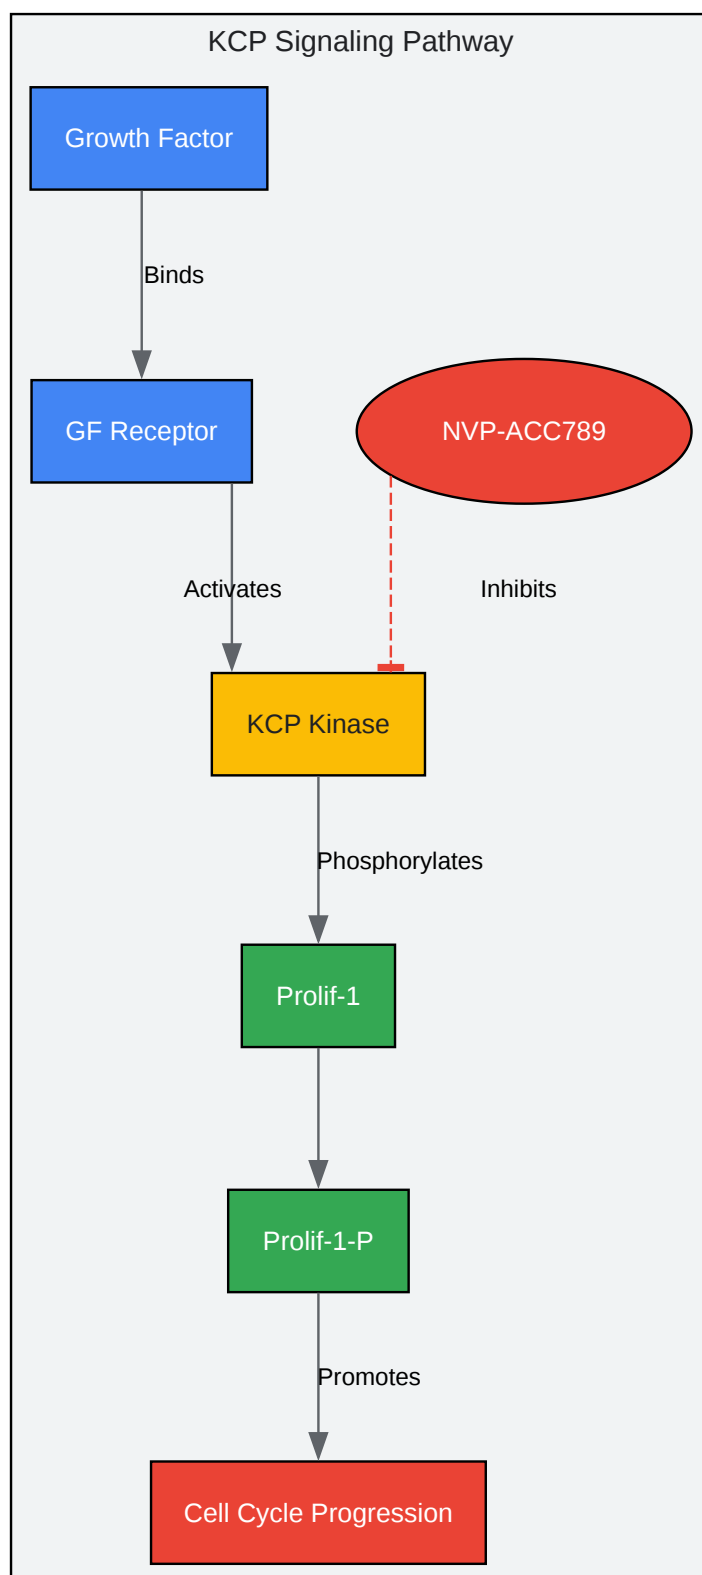 KCP Signaling Pathway
Growth Factor
Binds
GF Receptor
NVP-ACC789
Activates
Inhibits
KCP Kinase
Phosphorylates
Prolif-1
Prolif-1-P
Promotes
Cell Cycle Progression